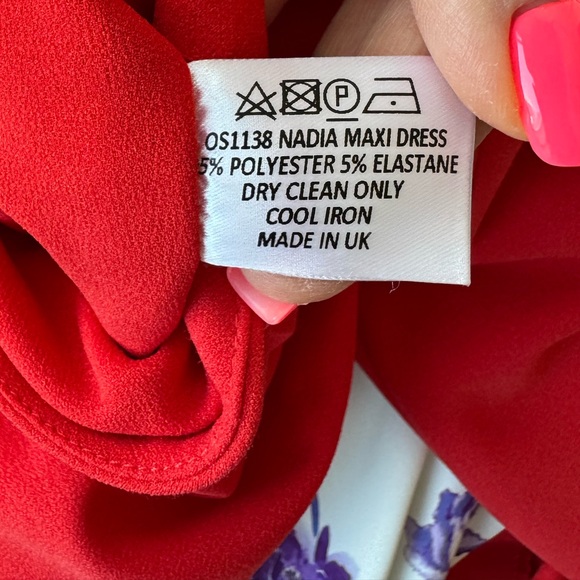 P
OS1138 NADIA MAXI DRESS
5% POLYESTER 5% ELASTANE
DRY CLEAN ONLY
COOL IRON
MADE IN UK